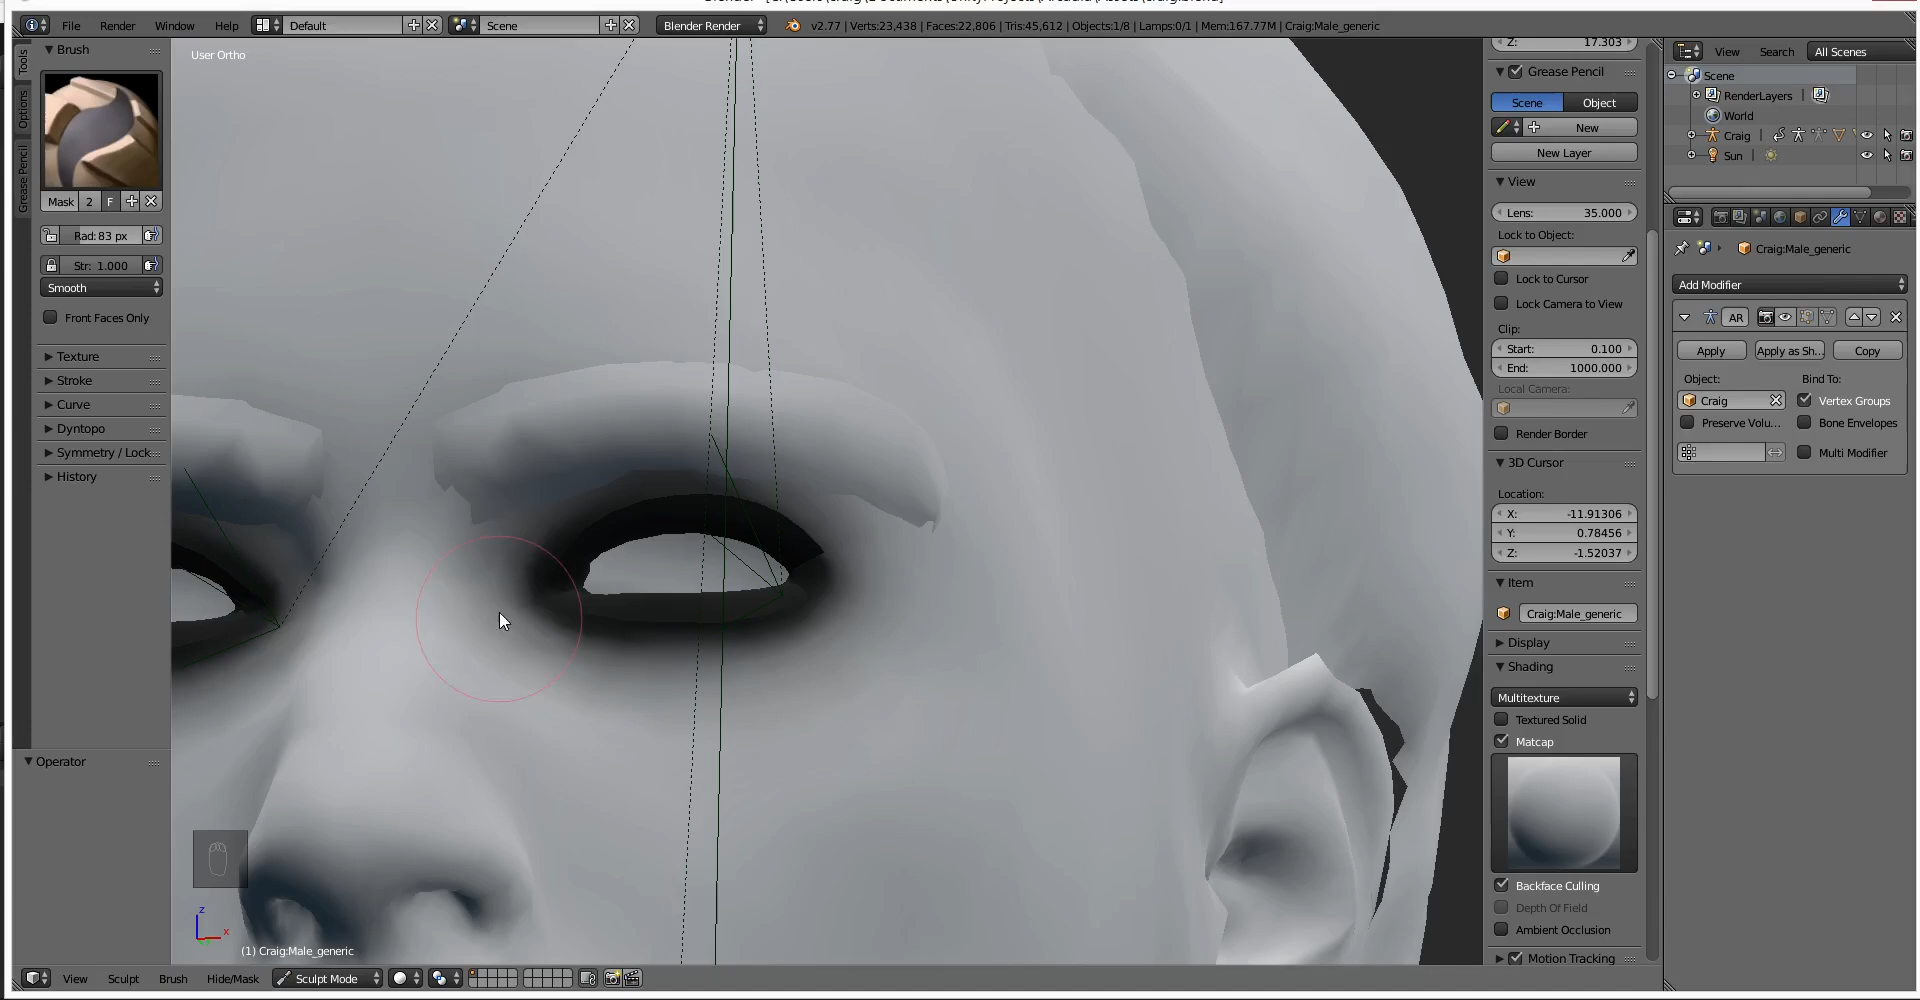 File Render Window Help Default Scene Blender Render v2.77 | Verts:23,438 | Faces:22,806 | Tris:45,612 | Objects:1/8 | Lamps:0/1 | Mem:167.77M | Craig:Male_generic
Tools
Options
Grease Pencil
Brush
Mask 2 F
Rad: 83 px
Str: 1.000
Smooth
Front Faces Only
Texture
Stroke
Curve
Dyntopo
Symmetry / Lock
History
Operator
User Ortho
z
x
(1) Craig:Male_generic
View Sculpt Brush Hide/Mask Sculpt Mode
Z: 17.303
Grease Pencil
Scene Object
New
New Layer
View
Lens: 35.000
Lock to Object:
Lock to Cursor
Lock Camera to View
Clip:
Start: 0.100
End: 1000.000
Local Camera:
Render Border
3D Cursor
Location:
X: -11.91306
Y: 0.78456
Z: -1.52037
Item
Craig:Male_generic
Display
Shading
Multitexture
Textured Solid
Matcap
Backface Culling
Depth Of Field
Ambient Occlusion
Motion Tracking
View Search All Scenes
Scene
RenderLayers |
World
Craig |
Sun |
Craig:Male_generic
Add Modifier
AR
Apply Apply as Sh... Copy
Object: Bind To:
Craig Vertex Groups
Preserve Volu... Bone Envelopes
Multi Modifier